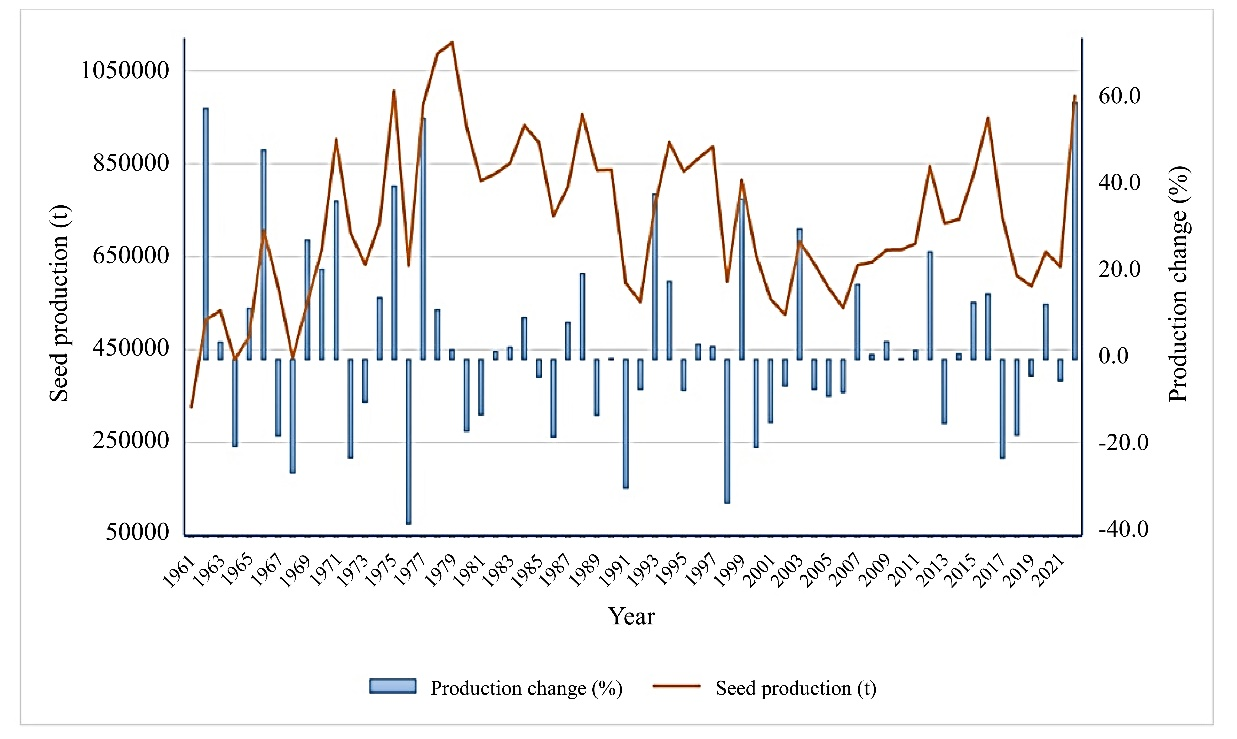 Seed production (t)
1050000
850000
650000
450000
250000
50000
60.0
40.0
20.0
0.0
-20.0
-40.0
Production change (%)
1961 1963 1965 1967 1969 1971 1973 1975 1977 1979 1981 1983 1985 1987 1989 1991 1993 1995 1997 1999 2001 2003 2005 2007 2009 2011 2013 2015 2017 2019 2021
Year
Production change (%) Seed production (t)